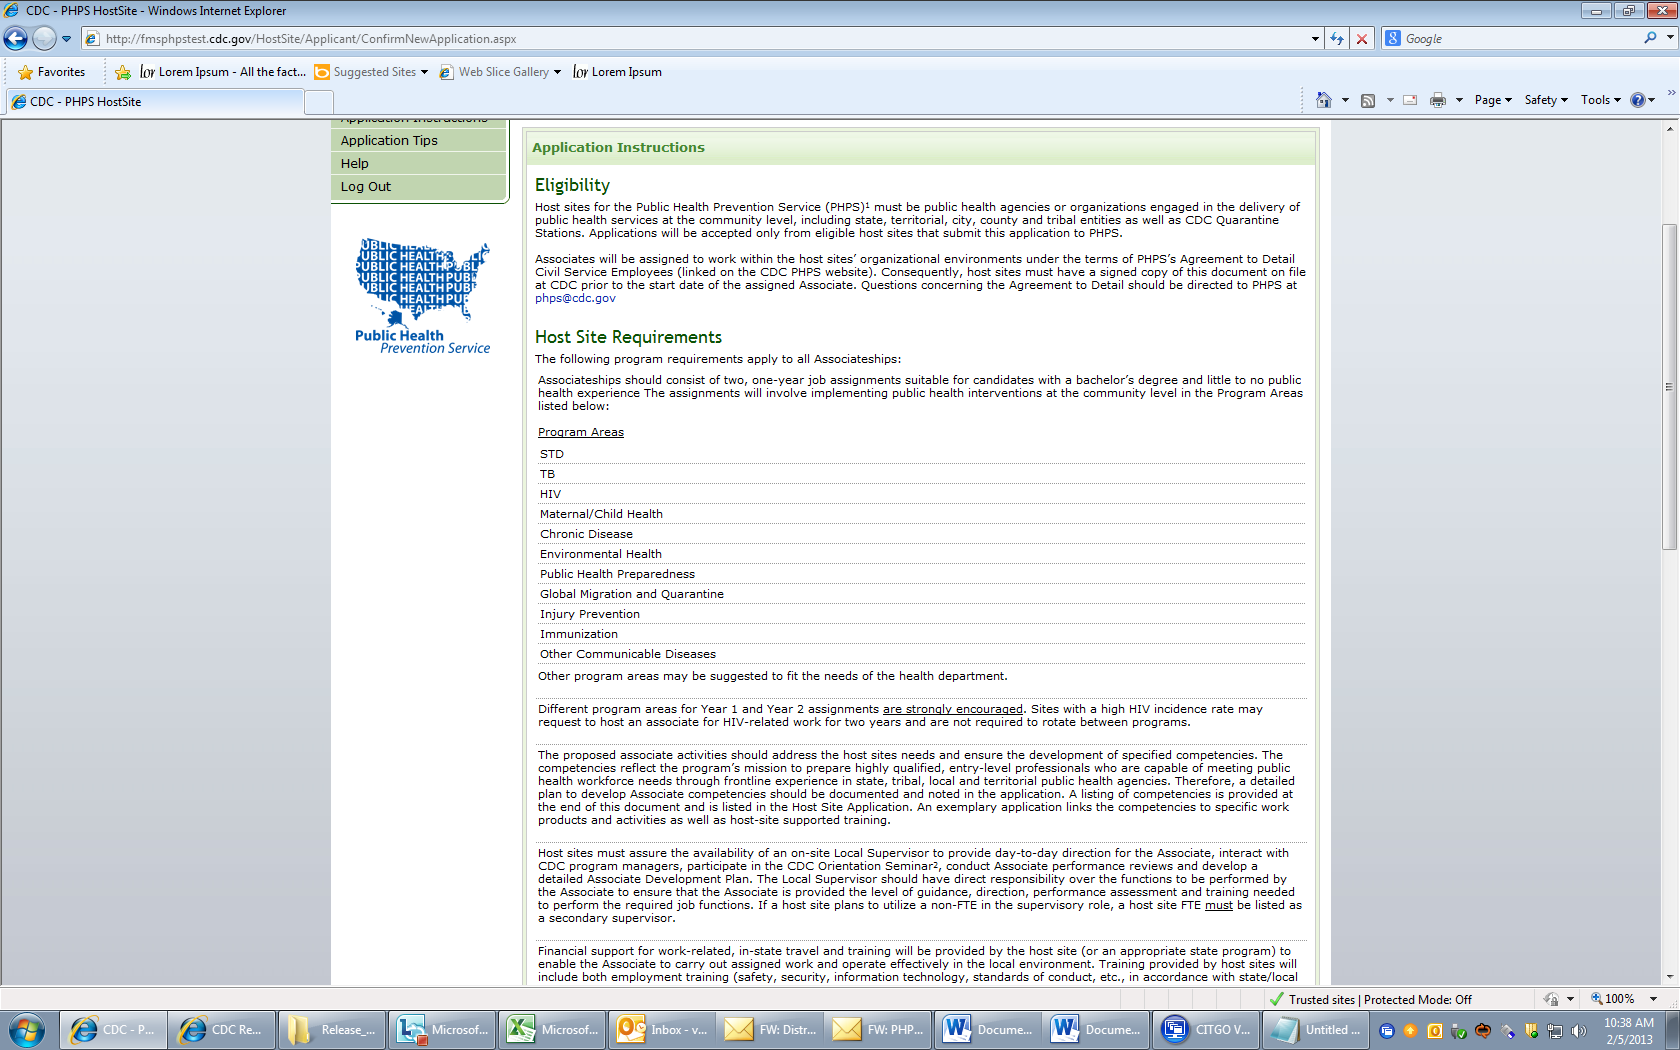 CDC - PHPS HostSite - Windows Internet Explorer
http://fmsphpstest.cdc.gov/HostSite/Applicant/ConfirmNewApplication.aspx
Google
Favorites
Lorem Ipsum - All the fact...
Suggested Sites
Web Slice Gallery
Lorem Ipsum
CDC - PHPS HostSite
Page
Safety
Tools
Application Instructions
Application Tips
Help
Log Out
Public Health
Prevention Service
Application Instructions
Eligibility
Host sites for the Public Health Prevention Service (PHPS)¹ must be public health agencies or organizations engaged in the delivery of
public health services at the community level, including state, territorial, city, county and tribal entities as well as CDC Quarantine
Stations. Applications will be accepted only from eligible host sites that submit this application to PHPS.
Associates will be assigned to work within the host sites’ organizational environments under the terms of PHPS’s Agreement to Detail
Civil Service Employees (linked on the CDC PHPS website). Consequently, host sites must have a signed copy of this document on file
at CDC prior to the start date of the assigned Associate. Questions concerning the Agreement to Detail should be directed to PHPS at
phps@cdc.gov
Host Site Requirements
The following program requirements apply to all Associateships:
Associateships should consist of two, one-year job assignments suitable for candidates with a bachelor’s degree and little to no public
health experience The assignments will involve implementing public health interventions at the community level in the Program Areas
listed below:
Program Areas
STD
TB
HIV
Maternal/Child Health
Chronic Disease
Environmental Health
Public Health Preparedness
Global Migration and Quarantine
Injury Prevention
Immunization
Other Communicable Diseases
Other program areas may be suggested to fit the needs of the health department.
Different program areas for Year 1 and Year 2 assignments are strongly encouraged. Sites with a high HIV incidence rate may
request to host an associate for HIV-related work for two years and are not required to rotate between programs.
The proposed associate activities should address the host sites needs and ensure the development of specified competencies. The
competencies reflect the program’s mission to prepare highly qualified, entry-level professionals who are capable of meeting public
health workforce needs through frontline experience in state, tribal, local and territorial public health agencies. Therefore, a detailed
plan to develop Associate competencies should be documented and noted in the application. A listing of competencies is provided at
the end of this document and is listed in the Host Site Application. An exemplary application links the competencies to specific work
products and activities as well as host-site supported training.
Host sites must assure the availability of an on-site Local Supervisor to provide day-to-day direction for the Associate, interact with
CDC program managers, participate in the CDC Orientation Seminar², conduct Associate performance reviews and develop a
detailed Associate Development Plan. The Local Supervisor should have direct responsibility over the functions to be performed by
the Associate to ensure that the Associate is provided the level of guidance, direction, performance assessment and training needed
to perform the required job functions. If a host site plans to utilize a non-FTE in the supervisory role, a host site FTE must be listed as
a secondary supervisor.
Financial support for work-related, in-state travel and training will be provided by the host site (or an appropriate state program) to
enable the Associate to carry out assigned work and operate effectively in the local environment. Training provided by host sites will
include both employment training (safety, security, information technology, standards of conduct, etc., in accordance with state/local
Trusted sites | Protected Mode: Off
100%
CDC - P...
CDC Re...
Release_...
Microsof...
Microsof...
Inbox - v...
FW: Distr...
FW: PHP...
Docume...
Docume...
CITGO V...
Untitled ...
10:38 AM
2/5/2013